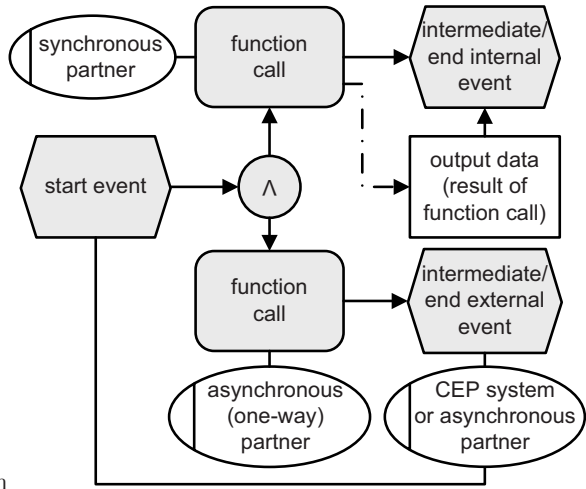 synchronous
partner
function
call
intermediate/
end internal
event
start event
∧
output data
(result of
function call)
function
call
intermediate/
end external
event
asynchronous
(one-way)
partner
CEP system
or asynchronous
partner